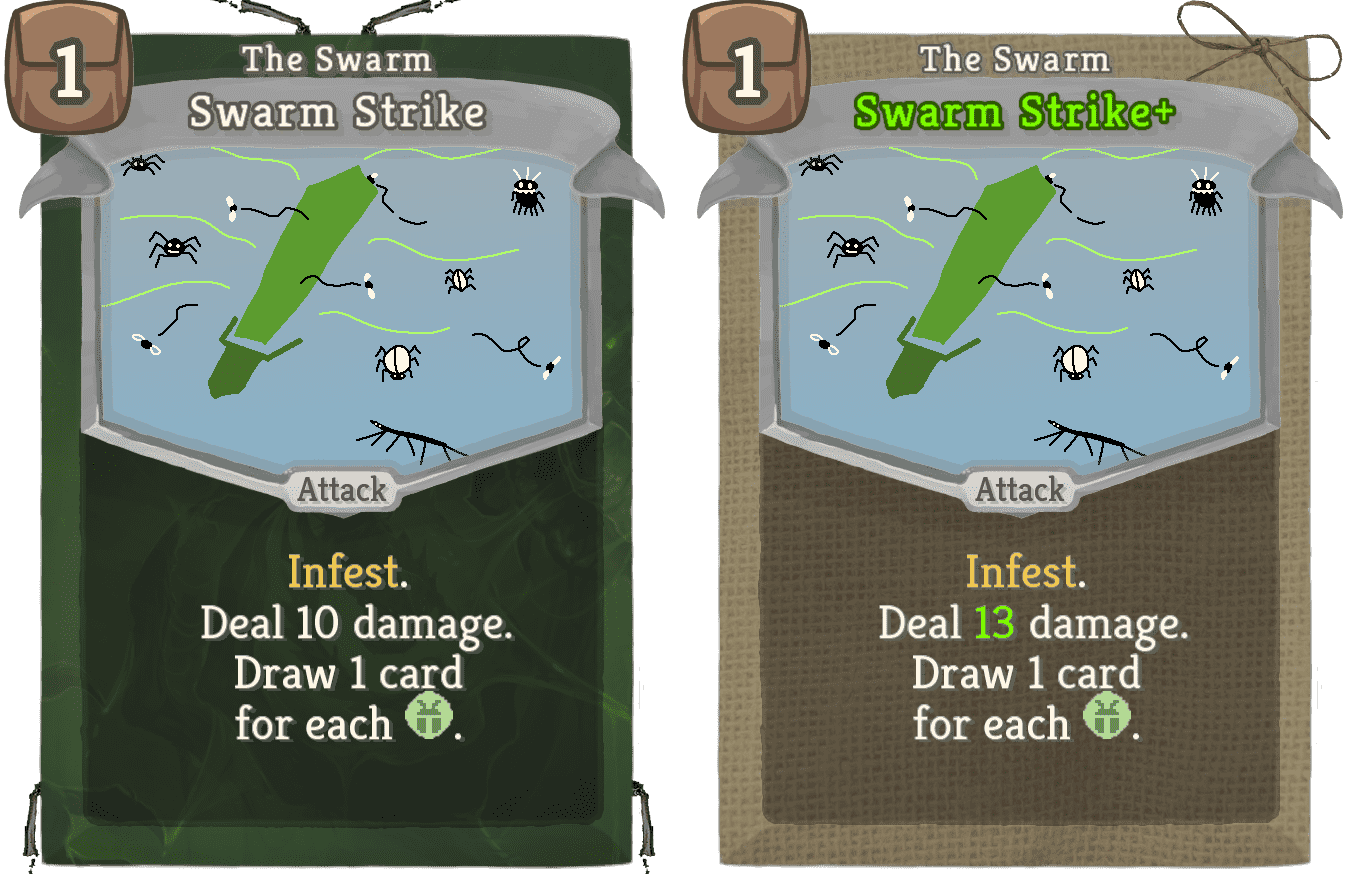 1
The Swarm
Swarm Strike
Attack
Infest.
Deal 10 damage.
Draw 1 card
for each .
1
The Swarm
Swarm Strike+
Attack
Infest.
Deal 13 damage.
Draw 1 card
for each .